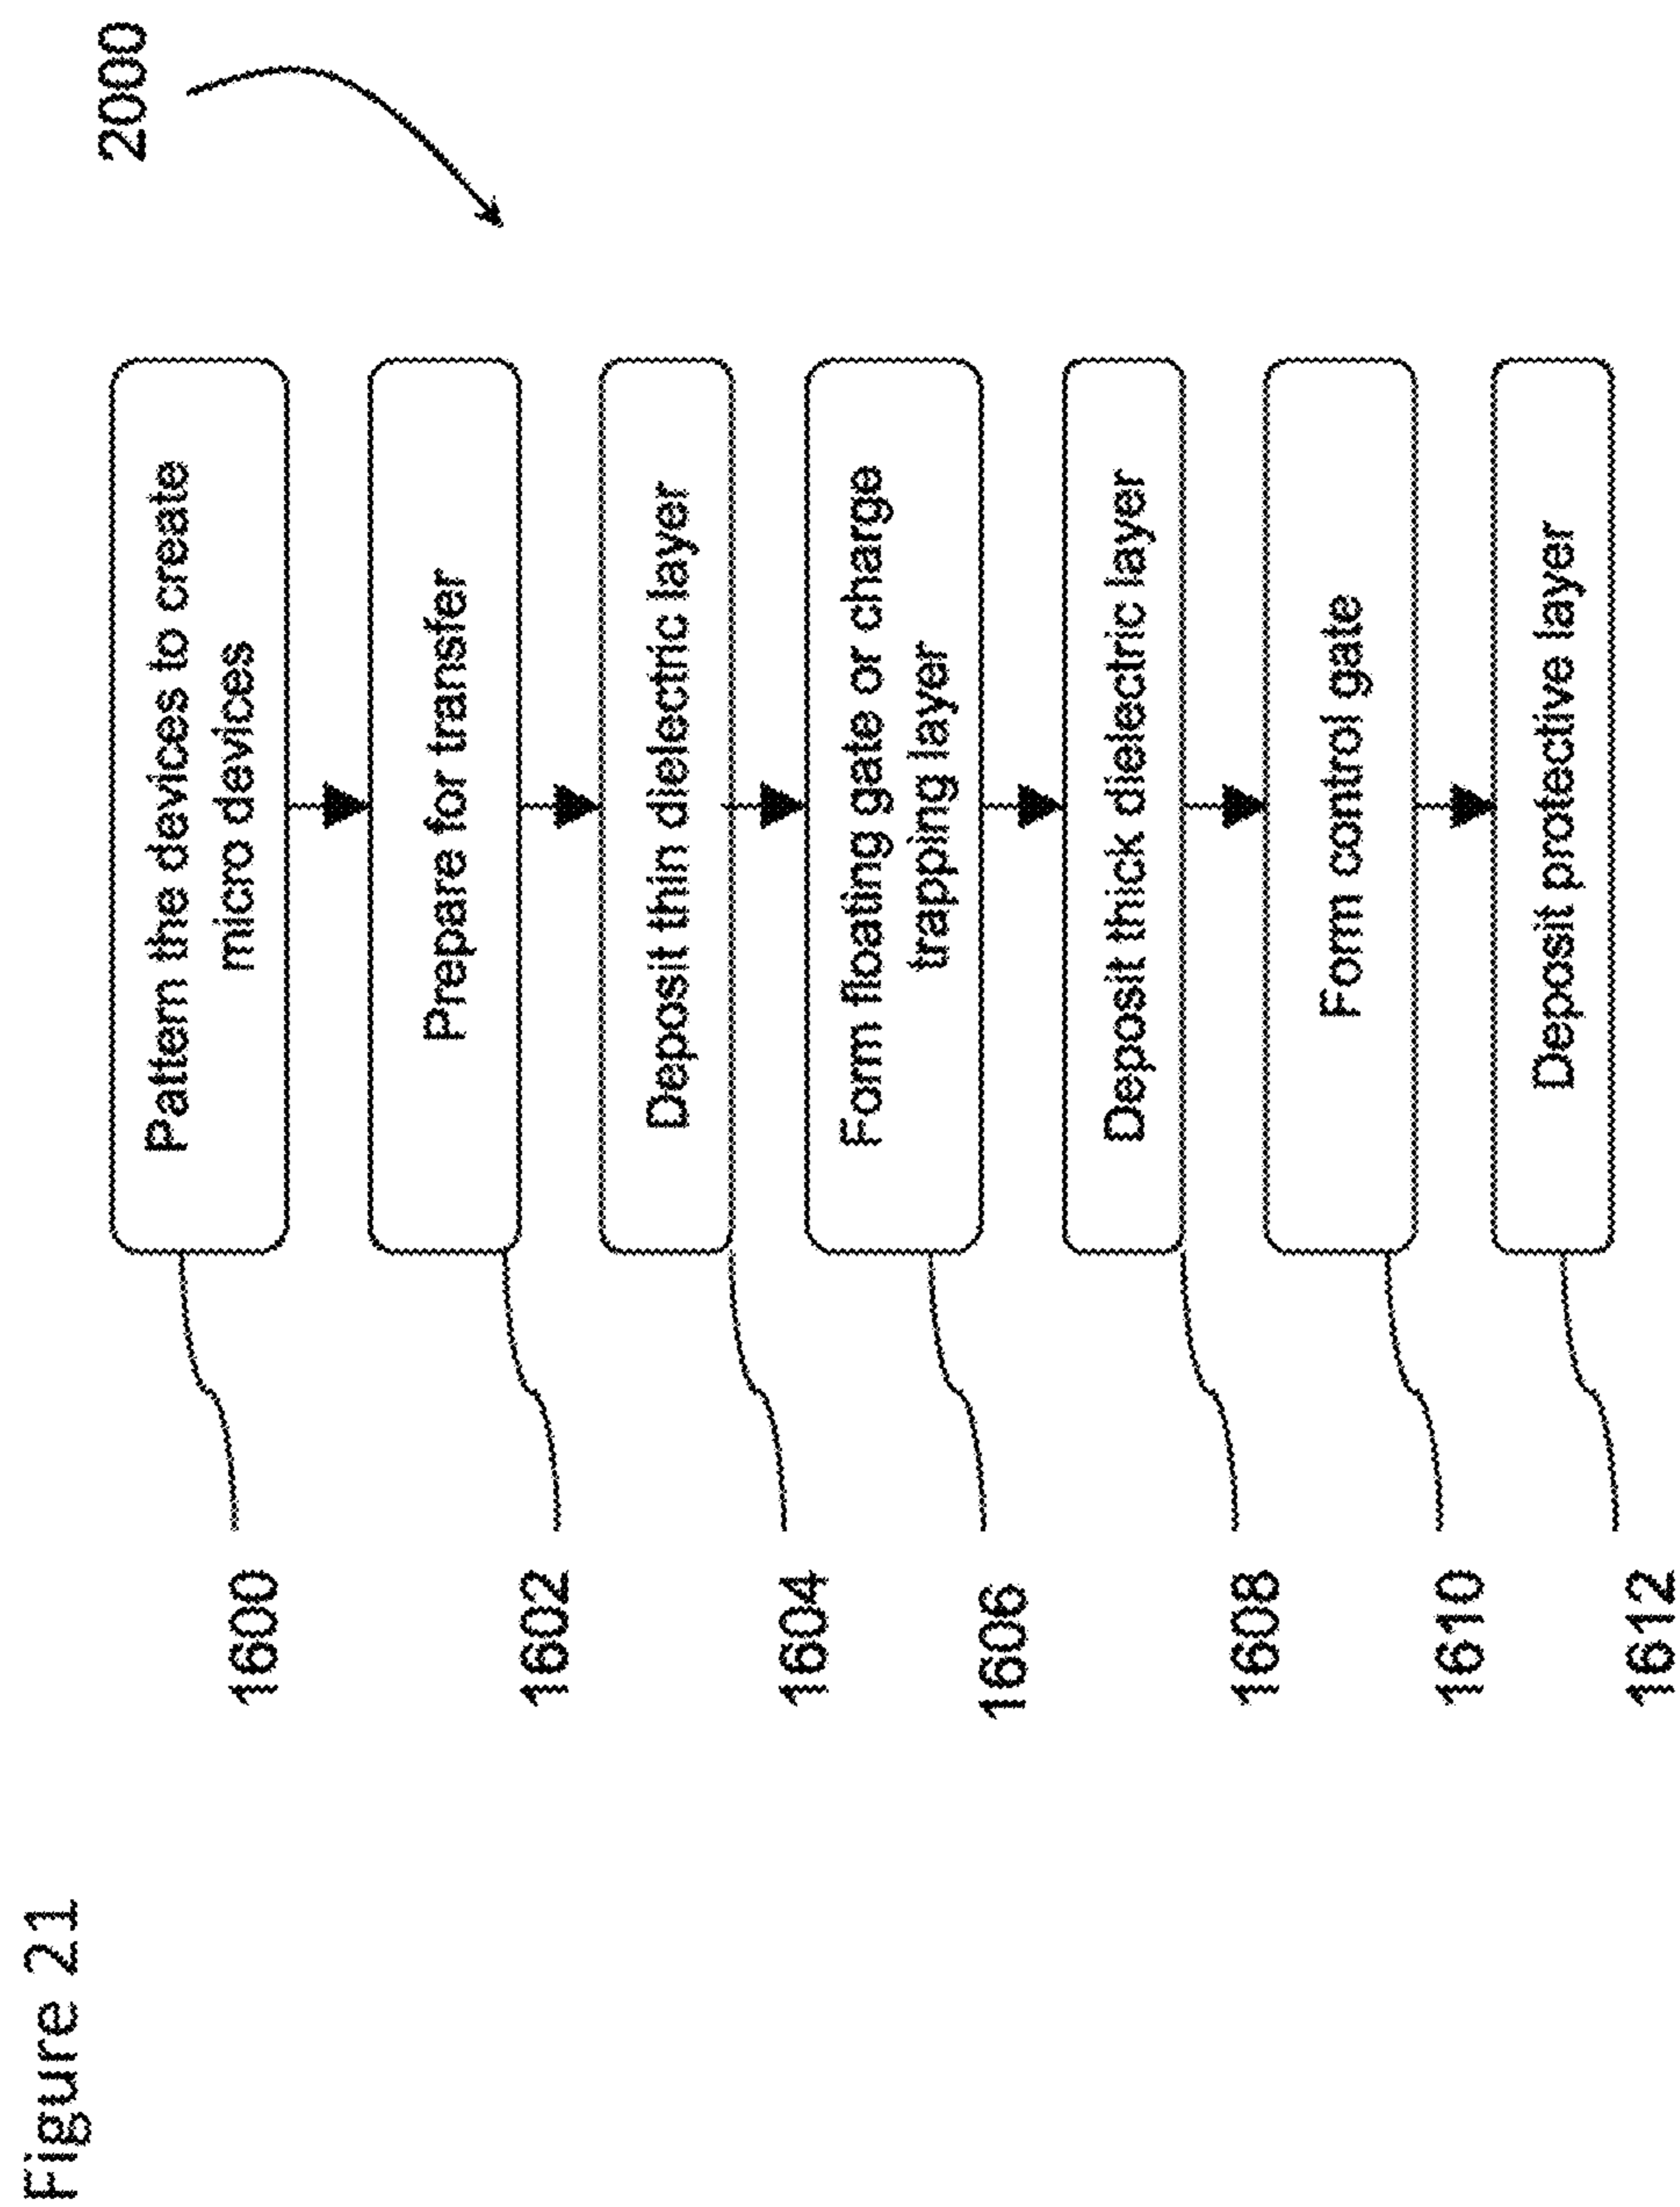 Figure 21
2000
1600
Pattern the devices to create
micro devices
1602
Prepare for transfer
1604
Deposit thin dielectric layer
1606
Form floating gate or charge
trapping layer
1608
Deposit thick dielectric layer
1610
Form control gate
1612
Deposit protective layer